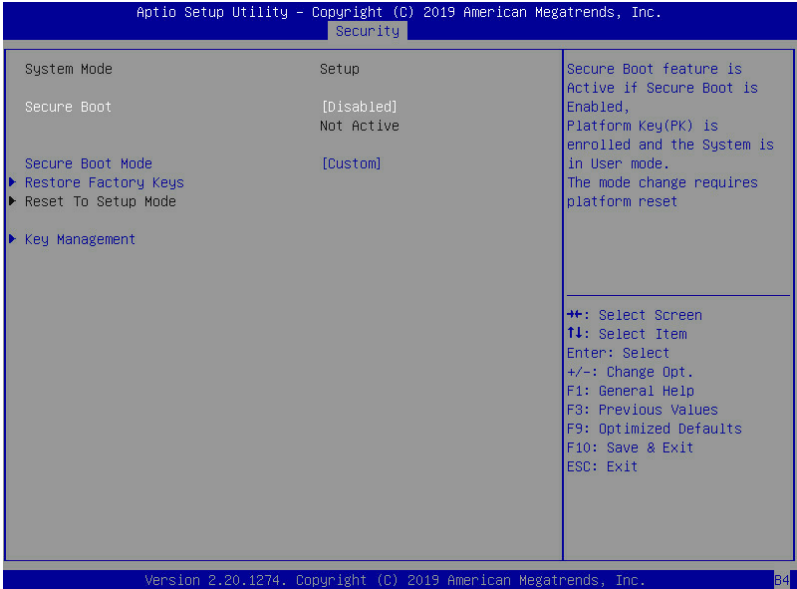 Aptio Setup Utility – Copyright (C) 2019 American Megatrends, Inc.
Security
System Mode Setup
Secure Boot [Disabled]
Not Active
Secure Boot Mode [Custom]
Restore Factory Keys
Reset To Setup Mode
Key Management
Secure Boot feature is
Active if Secure Boot is
Enabled,
Platform Key(PK) is
enrolled and the System is
in User mode.
The mode change requires
platform reset
→←: Select Screen
↑↓: Select Item
Enter: Select
+/-: Change Opt.
F1: General Help
F3: Previous Values
F9: Optimized Defaults
F10: Save & Exit
ESC: Exit
Version 2.20.1274. Copyright (C) 2019 American Megatrends, Inc.
B4